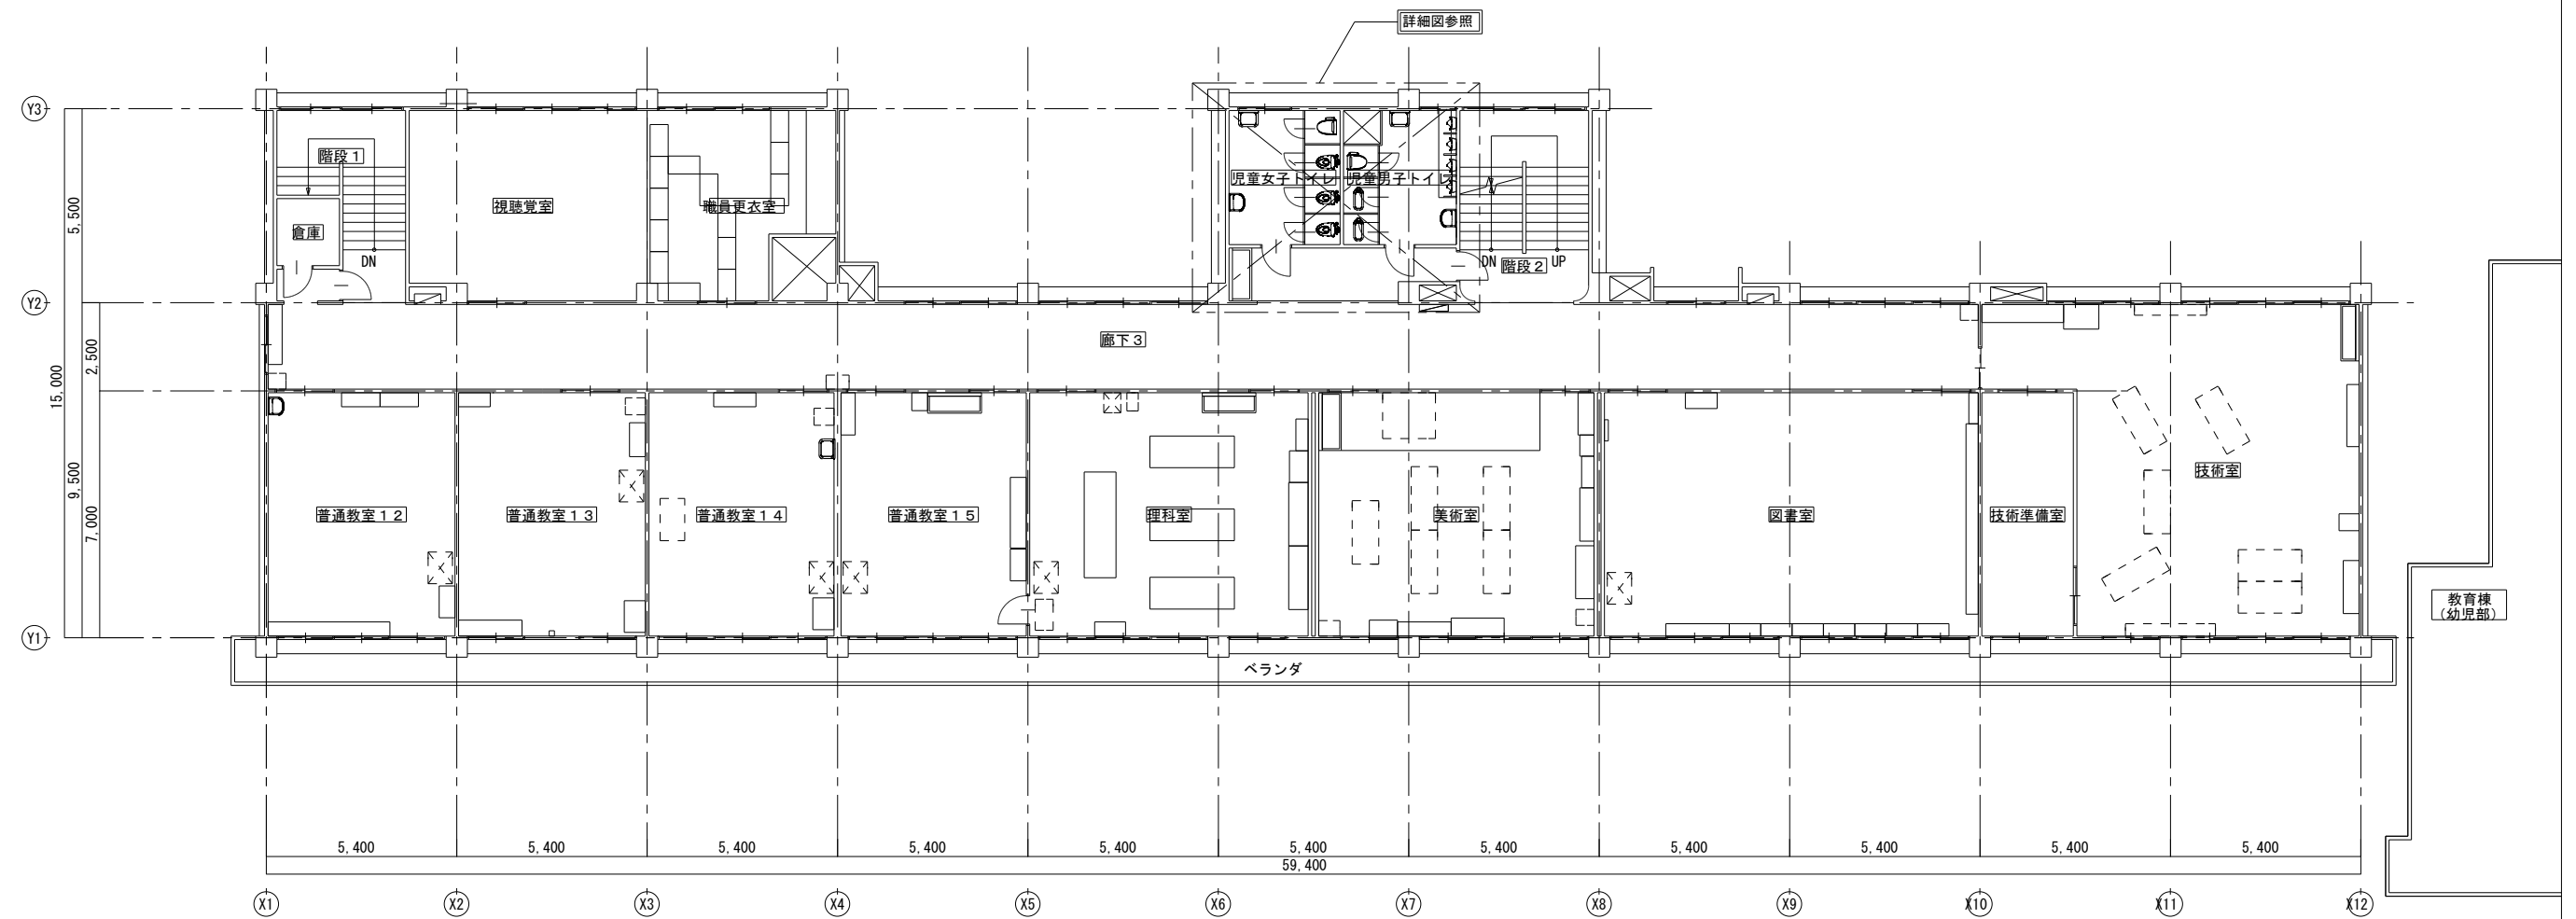 詳細図参照
Y3
階段1
視聴覚室
職員更衣室
児童女子トイレ
児童男子トイレ
倉庫
DN
DN
階段2
UP
5,500
Y2
廊下3
2,500
15,000
9,500
7,000
技術室
普通教室12
普通教室13
普通教室14
普通教室15
理科室
美術室
図書室
技術準備室
教育棟
(幼児部)
Y1
ベランダ
5,400
5,400
5,400
5,400
5,400
5,400
5,400
5,400
5,400
5,400
5,400
59,400
X1
X2
X3
X4
X5
X6
X7
X8
X9
X10
X11
X12